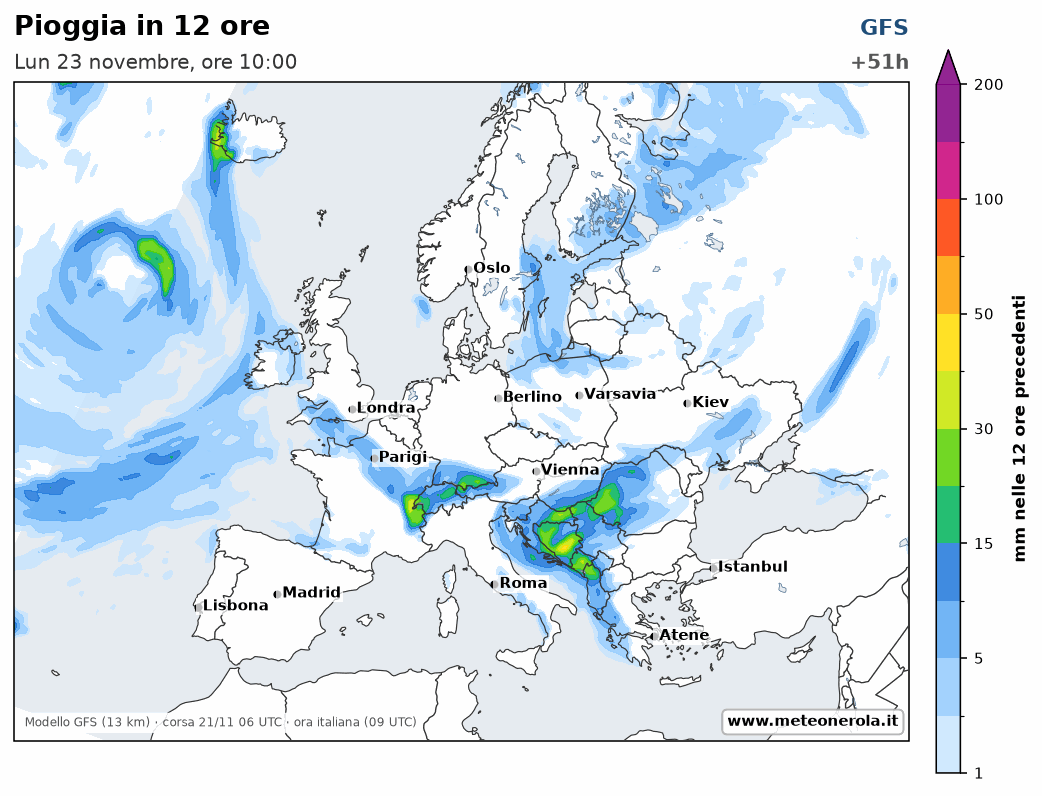 Pioggia in 12 ore
GFS
Lun 23 novembre, ore 10:00
+51h
200
100
50
30
15
5
1
mm nelle 12 ore precedenti
Oslo
Londra
Berlino
Varsavia
Kiev
Parigi
Vienna
Roma
Istanbul
Madrid
Lisbona
Atene
Modello GFS (13 km) · corsa 21/11 06 UTC · ora italiana (09 UTC)
www.meteonerola.it